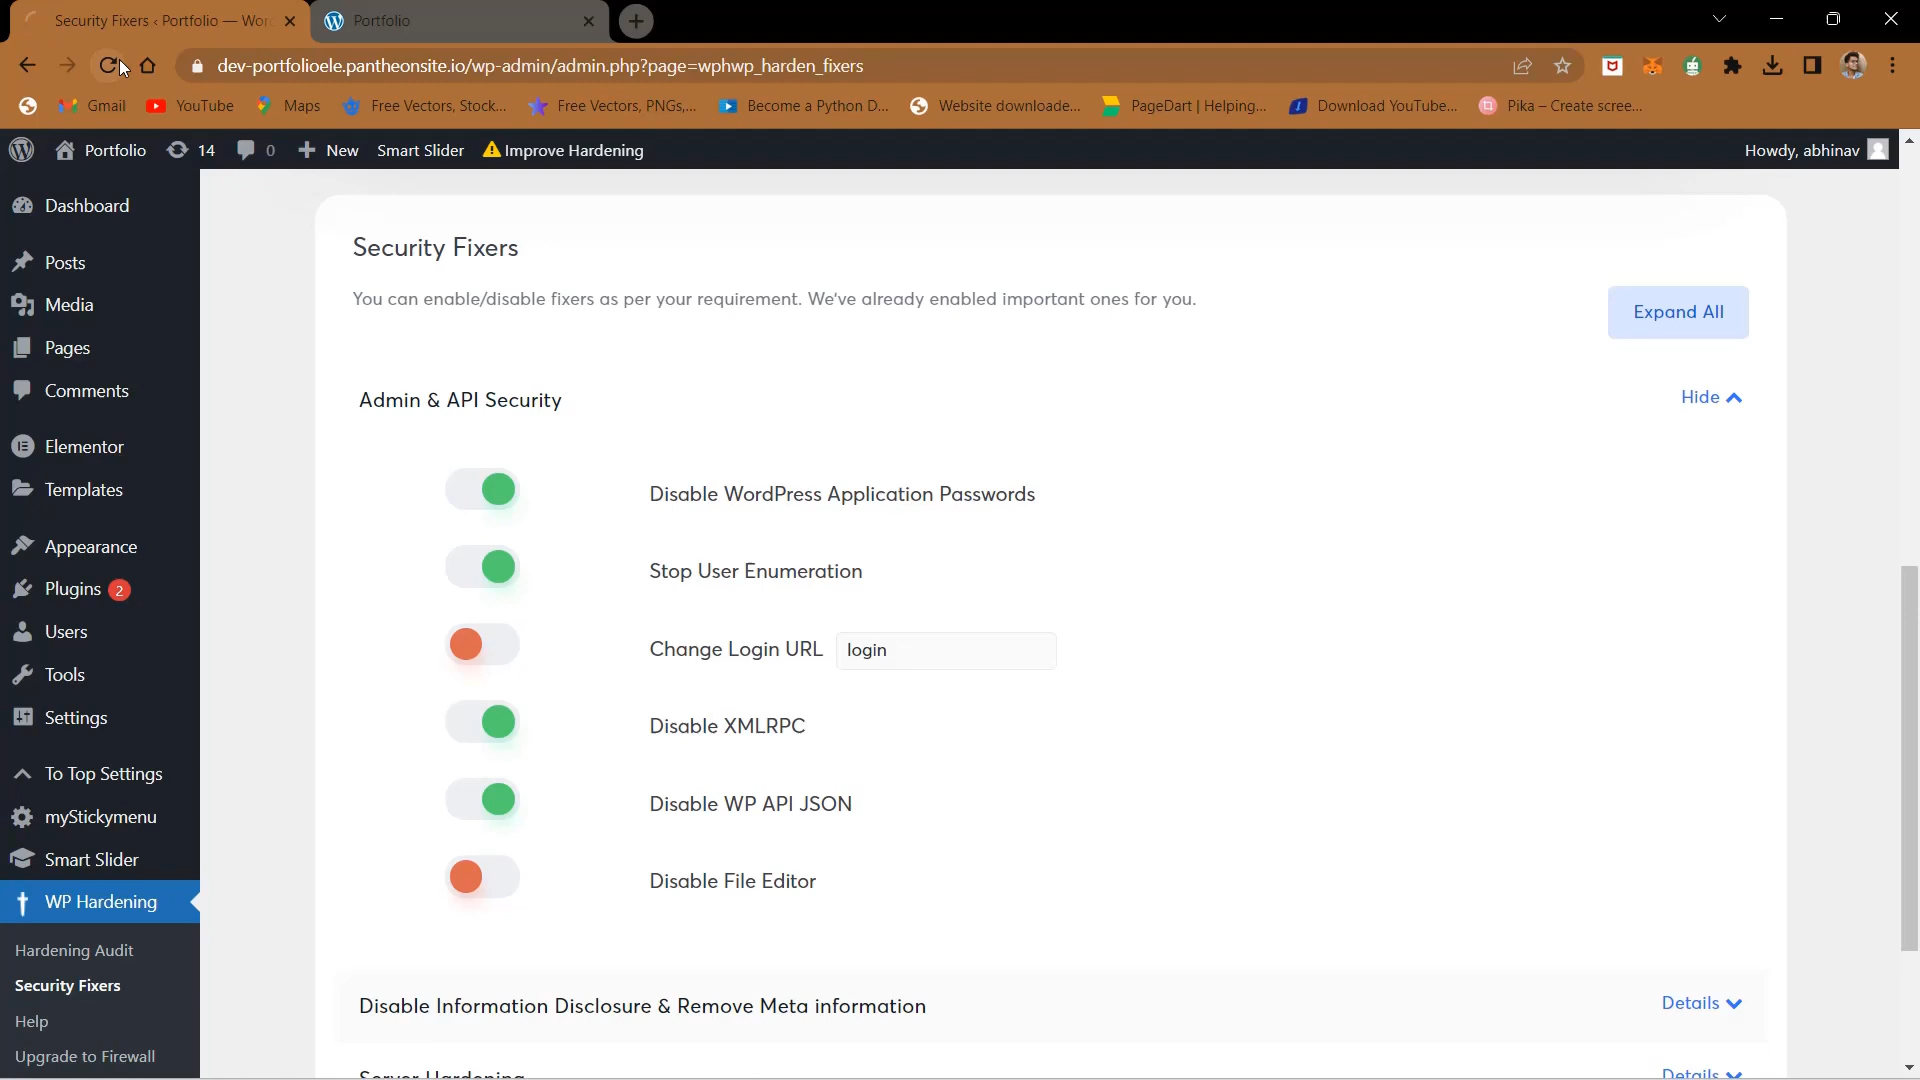 Security Fixers ‹ Portfolio — Wor
Portfolio
dev-portfolioele.pantheonsite.io/wp-admin/admin.php?page=wphwp_harden_fixers
Gmail
YouTube
Maps
Free Vectors, Stock...
Free Vectors, PNGs,...
Become a Python D...
Website downloade...
PageDart | Helping...
Download YouTube...
Pika – Create scree...
Portfolio
14
0
New
Smart Slider
Improve Hardening
Howdy, abhinav
Dashboard
Posts
Media
Pages
Comments
Elementor
Templates
Appearance
Plugins 2
Users
Tools
Settings
To Top Settings
myStickymenu
Smart Slider
WP Hardening
Hardening Audit
Security Fixers
Help
Upgrade to Firewall
Security Fixers
You can enable/disable fixers as per your requirement. We've already enabled important ones for you.
Expand All
Admin & API Security
Hide
Disable WordPress Application Passwords
Stop User Enumeration
Change Login URL login
Disable XMLRPC
Disable WP API JSON
Disable File Editor
Disable Information Disclosure & Remove Meta information
Details
Server Hardening
Details